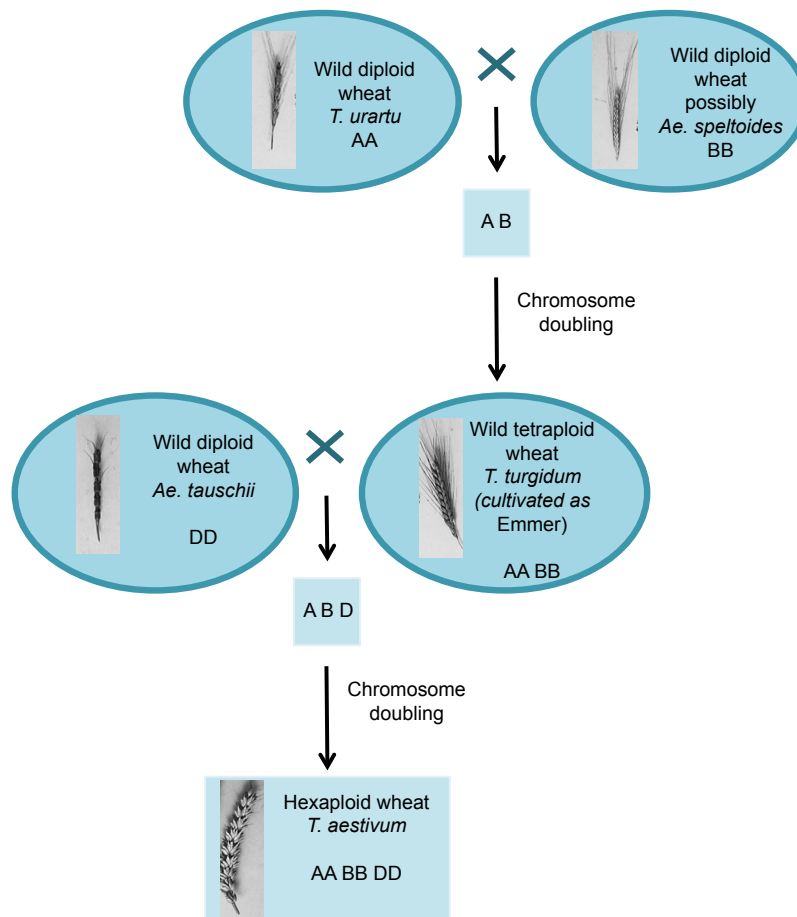 Wild diploid
wheat
T. urartu
AA
Wild diploid
wheat
possibly
Ae. speltoides
BB
A B
Chromosome
doubling
Wild diploid
wheat
Ae. tauschii
DD
Wild tetraploid
wheat
T. turgidum
(cultivated as
Emmer)
AA BB
A B D
Chromosome
doubling
Hexaploid wheat
T. aestivum
AA BB DD